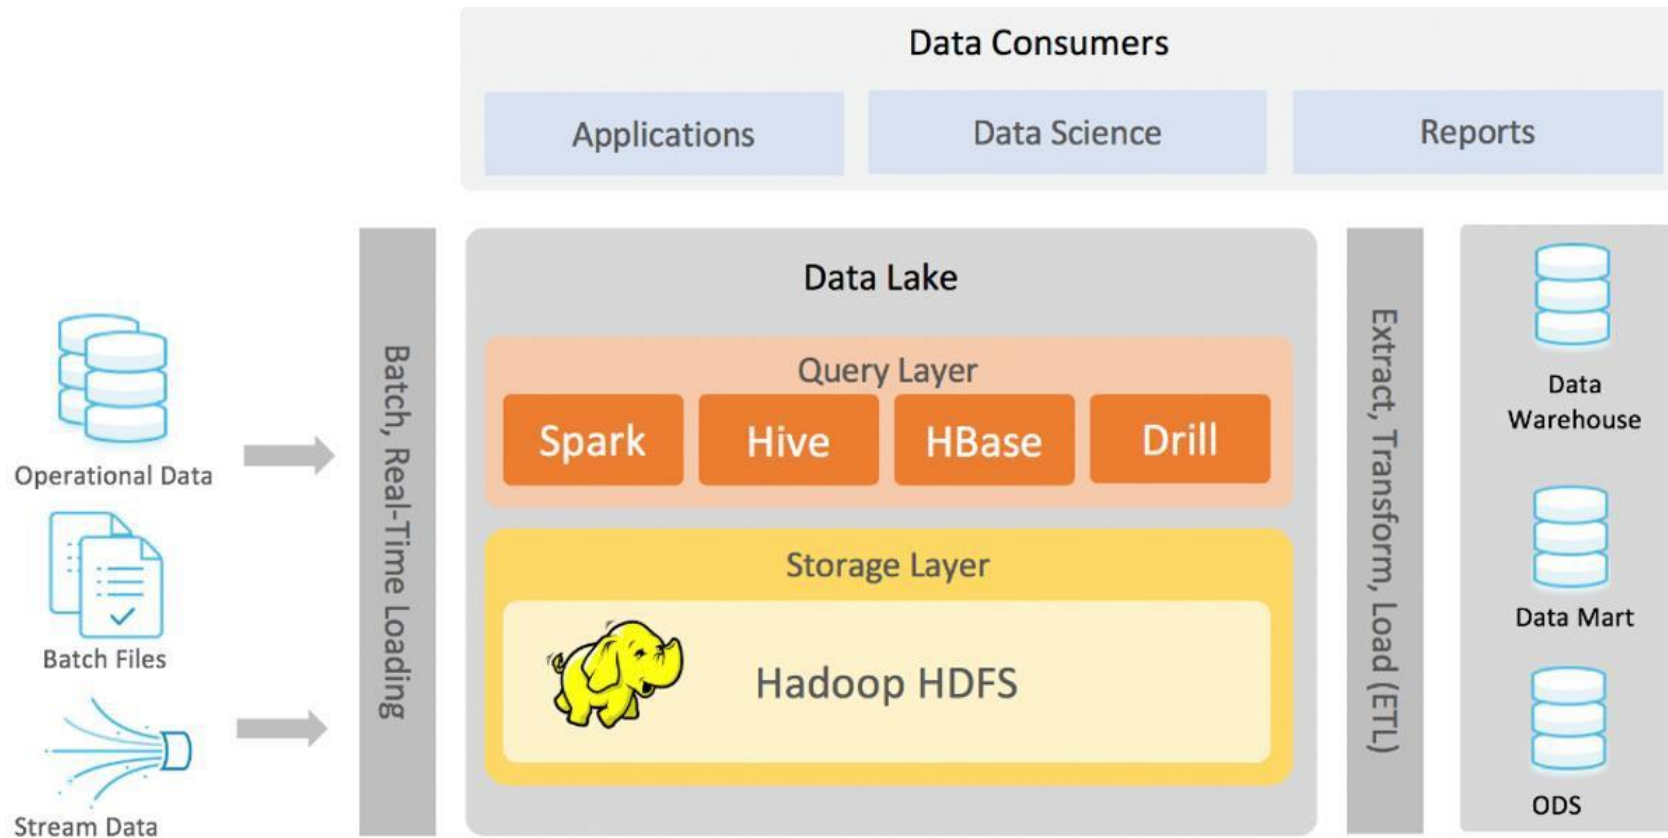 Data Consumers
Applications
Data Science
Reports
Operational Data
Batch Files
Stream Data
Batch, Real-Time Loading
Data Lake
Query Layer
Spark
Hive
HBase
Drill
Storage Layer
Hadoop HDFS
Extract, Transform, Load (ETL)
Data
Warehouse
Data Mart
ODS